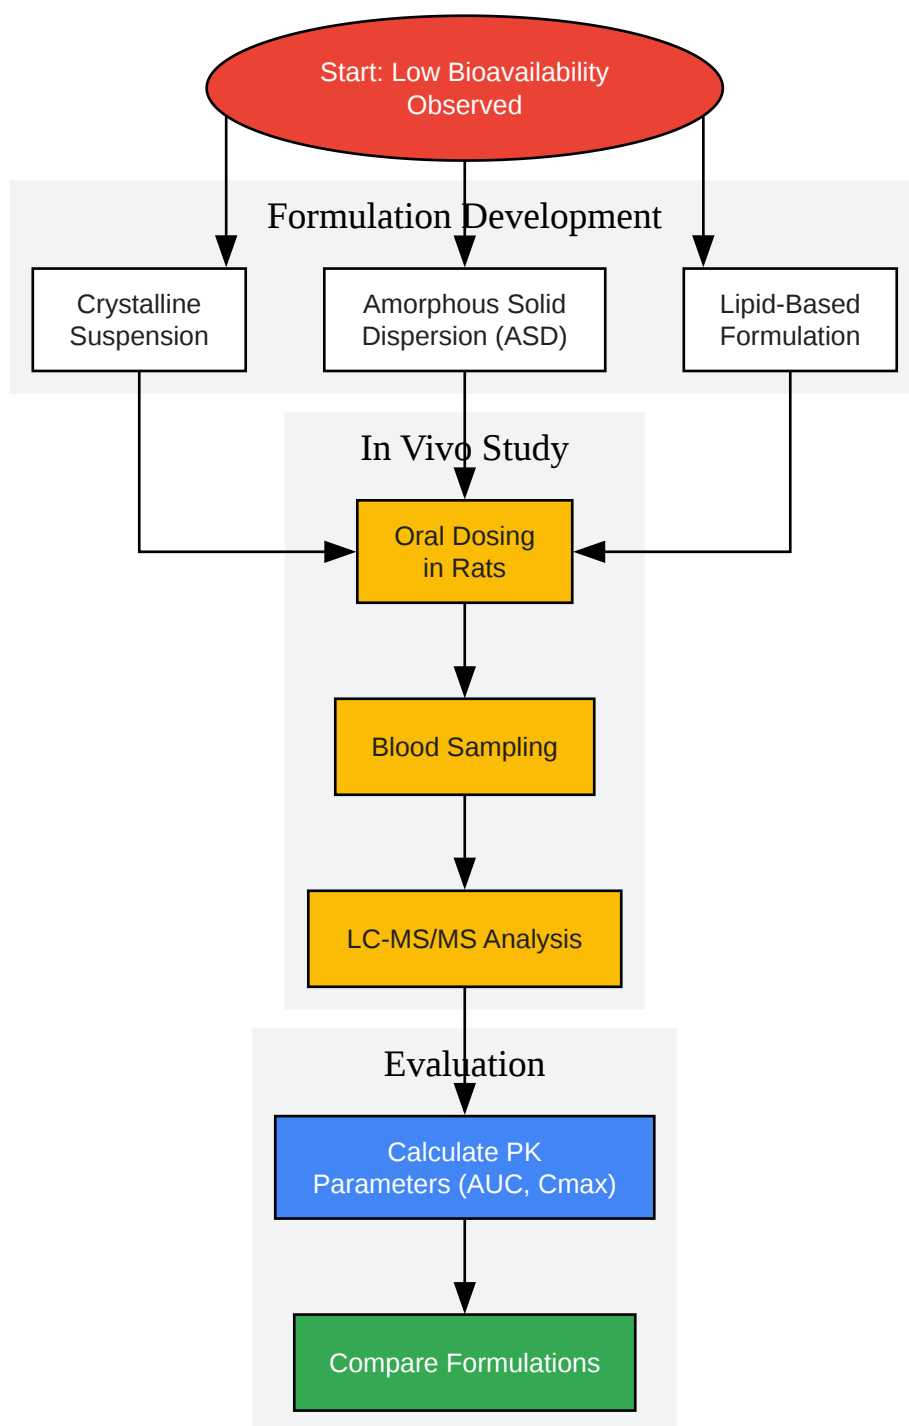 Start: Low Bioavailability
Observed
Formulation Development
Crystalline
Suspension
Amorphous Solid
Dispersion (ASD)
Lipid-Based
Formulation
In Vivo Study
Oral Dosing
in Rats
Blood Sampling
LC-MS/MS Analysis
Evaluation
Calculate PK
Parameters (AUC, Cmax)
Compare Formulations